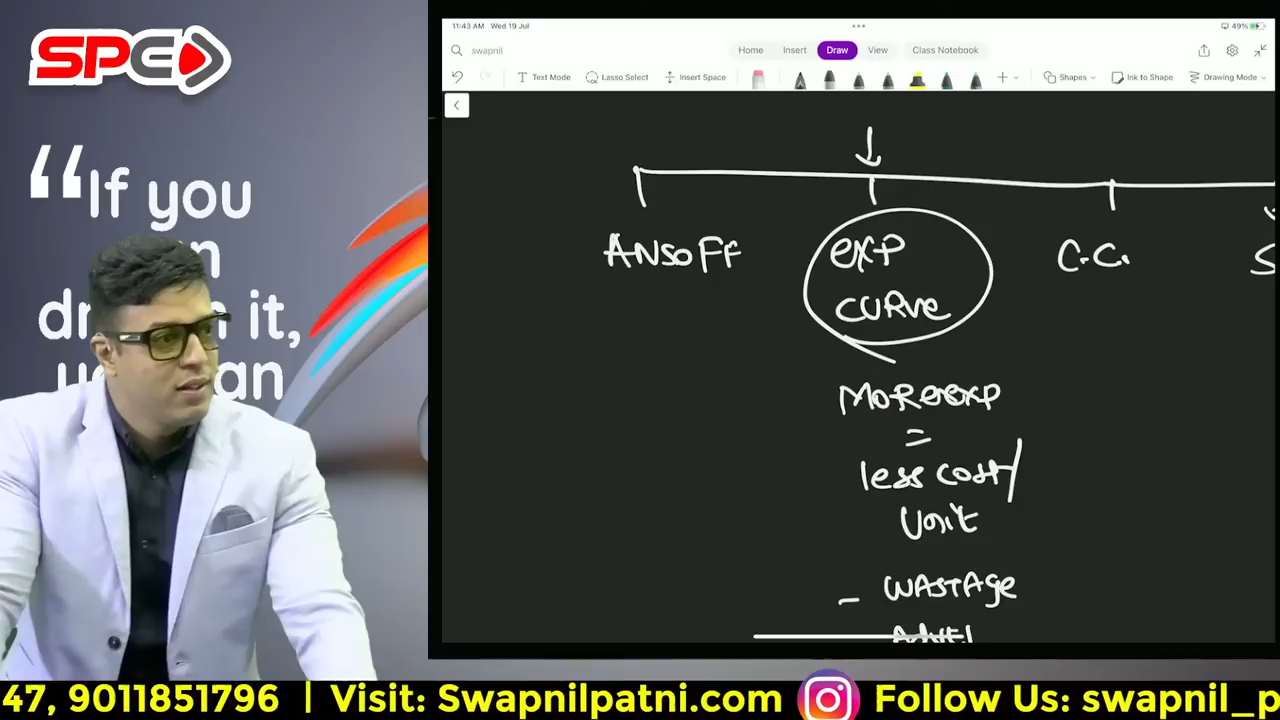 SPED
“If you
it,
an
11:43 AM Wed 19 Jul
49%
swapnil
Home Insert Draw View Class Notebook
Text Mode Lasso Select Insert Space Shapes Ink to Shape Drawing Mode
ANSOFF
exp
CURVe
C.C.
S
MORe exp
=
less cost/
Unit
- WASTAge
47, 9011851796 | Visit: Swapnilpatni.com Follow Us: swapnil_p